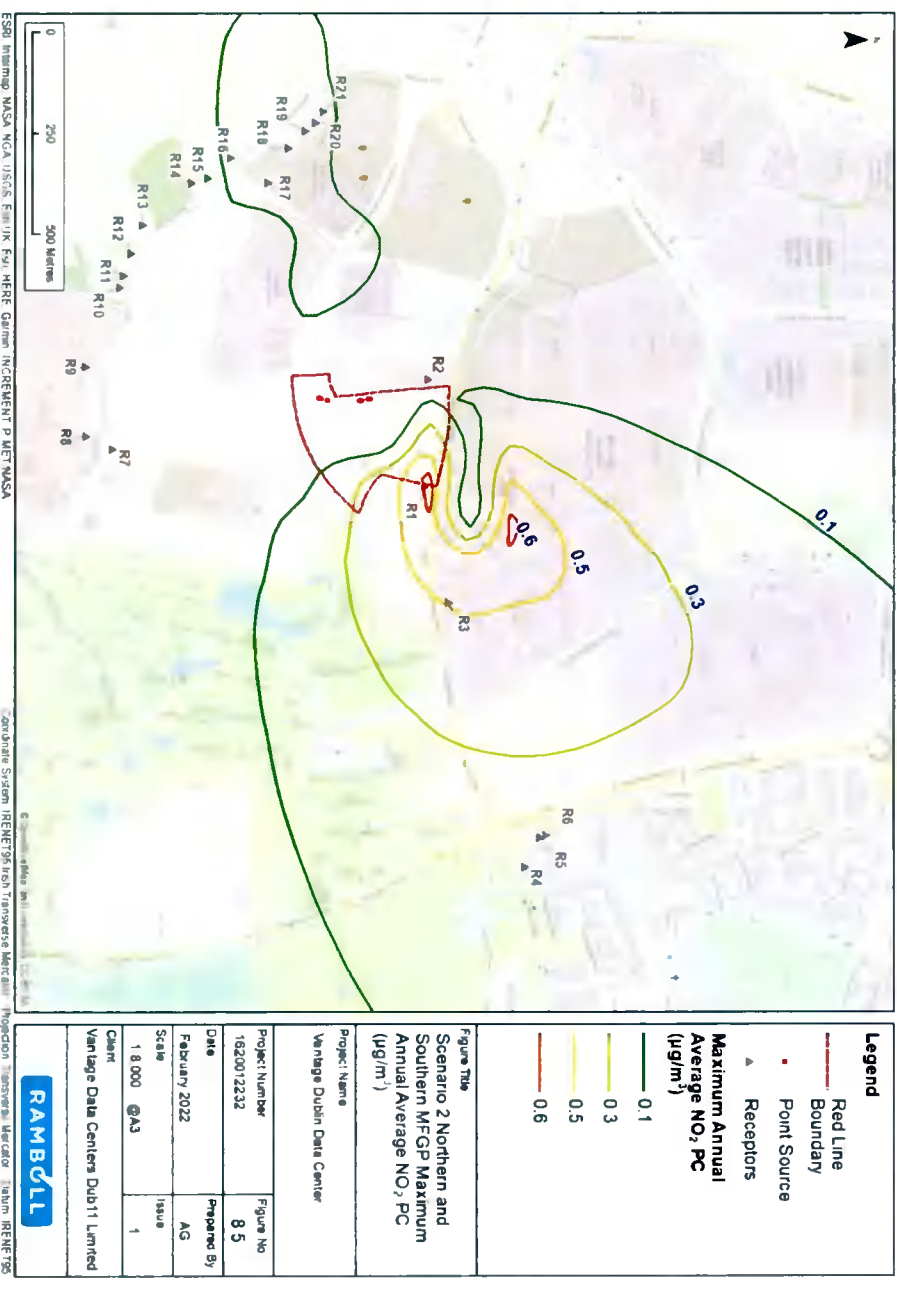 0.1
0.3
0.5
0.6
R1
R2
R3
R4
R5
R6
R7
R8
R9
R10
R11
R12
R13
R14
R15
R16
R17
R18
R19
R20
R21
0 250 500 Metres
Legend
Red Line
Boundary
Point Source
Receptors
Maximum Annual
Average NO₂ PC
(µg/m³)
0.1
0 3
0.5
0.6
Figure Title
Scenario 2 Northern and
Southern MFGP Maximum
Annual Average NO₂ PC
(µg/m³)
Project Name
Vantage Dublin Data Center
Project Number
1620012232
Figure No
8 5
Date
February 2022
Prepared By
AG
Scale
1 8,000 @A3
Issue
1
Client
Vantage Data Centers Dub11 Limited
RAMBOLL
ESRI, Intermap, NASA, NGA, USGS, Esri UK, Esri, HERE, Garmin, INCREMENT P, MET, NASA
Coordinate System IRENET95 Irish Transverse Mercator Projection Transverse Mercator Datum IRENET95